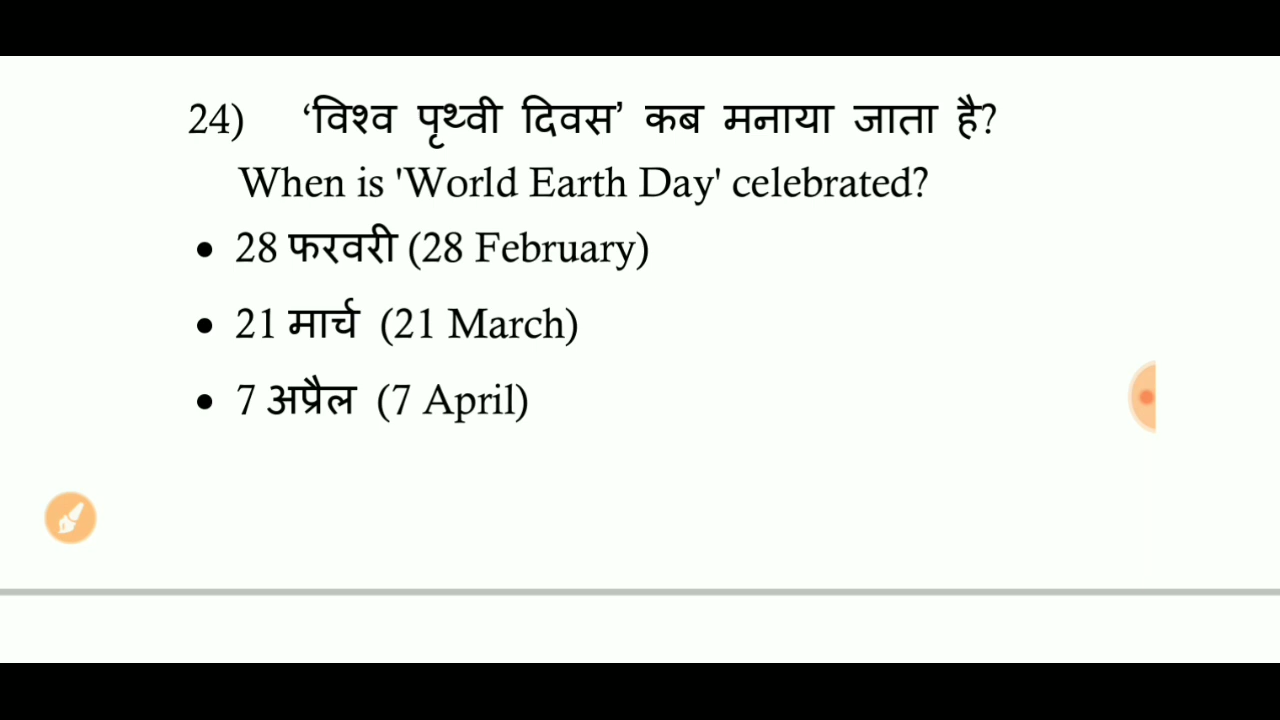 24) ‘विश्व पृथ्वी दिवस’ कब मनाया जाता है?
When is 'World Earth Day' celebrated?
• 28 फरवरी (28 February)
• 21 मार्च (21 March)
• 7 अप्रैल (7 April)